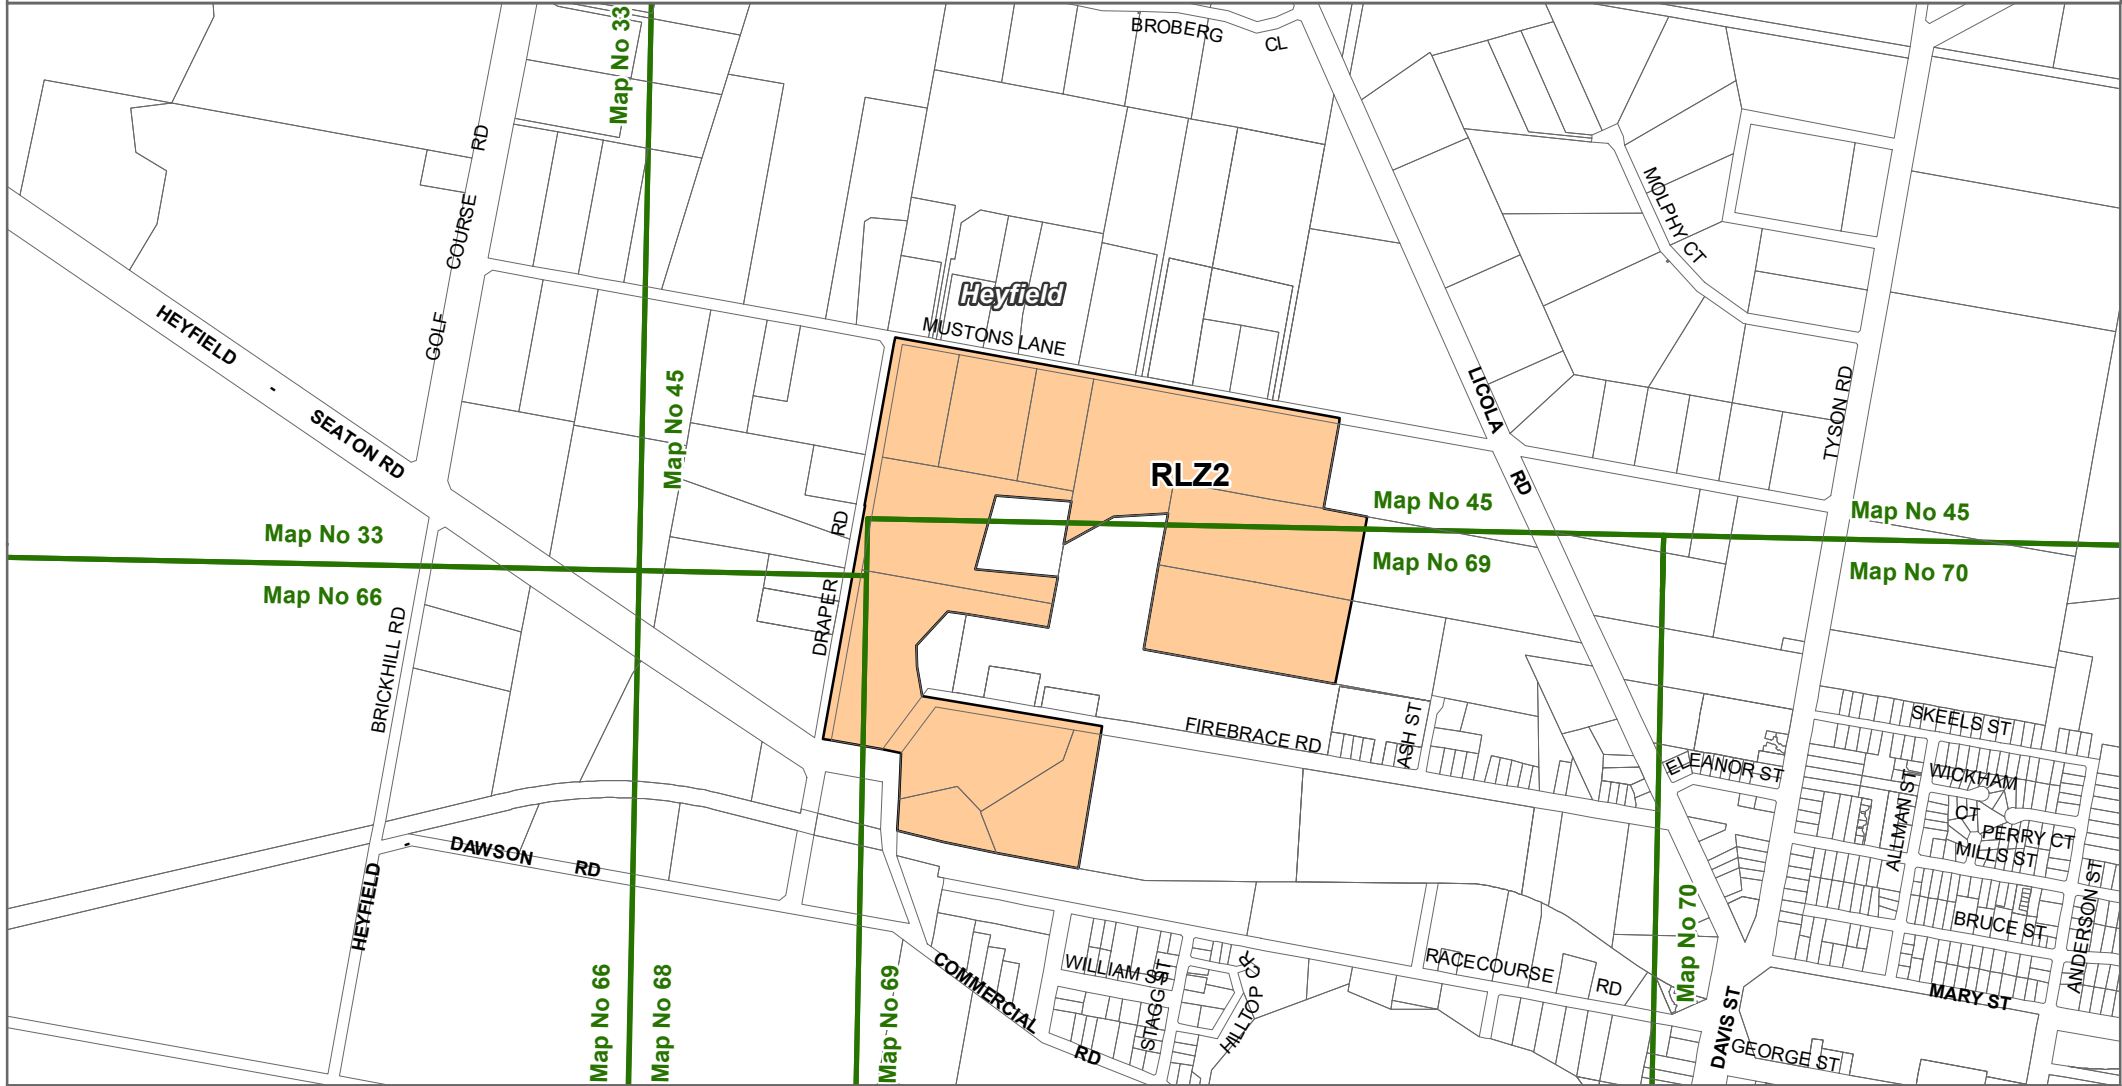 BROBERG CL
Map No 33
GOLF COURSE RD
MOLPHY CT
Heyfield
MUSTONS LANE
HEYFIELD - SEATON RD
Map No 45
LICOLA RD
TYSON RD
RLZ2
Map No 45
Map No 45
Map No 33
DRAPER RD
Map No 69
Map No 70
Map No 66
BRICKHILL RD
FIREBRACE RD
ASH ST
SKEELS ST
ELEANOR ST
WICKHAM CT
ALLMAN ST
PERRY CT
MILLS ST
HEYFIELD - DAWSON RD
ANDERSON ST
BRUCE ST
Map No 70
RACECOURSE RD
WILLIAM ST
STAGG ST
HILLTOP CR
COMMERCIAL RD
Map No 66
Map No 68
Map No 69
MARY ST
DAVIS ST
GEORGE ST